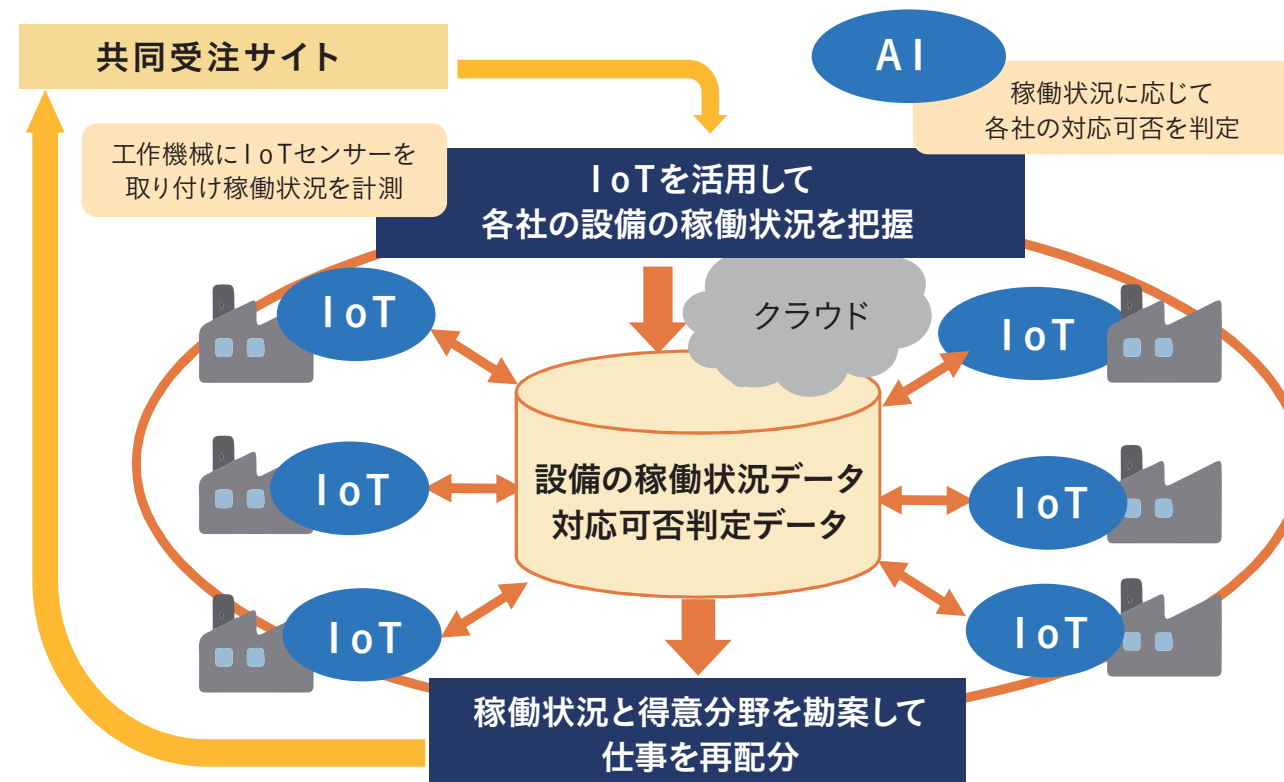 共同受注サイト
AI
稼働状況に応じて
各社の対応可否を判定
工作機械にIoTセンサーを
取り付け稼働状況を計測
IoTを活用して
各社の設備の稼働状況を把握
クラウド
IoT
IoT
IoT
IoT
IoT
IoT
設備の稼働状況データ
対応可否判定データ
稼働状況と得意分野を勘案して
仕事を再配分